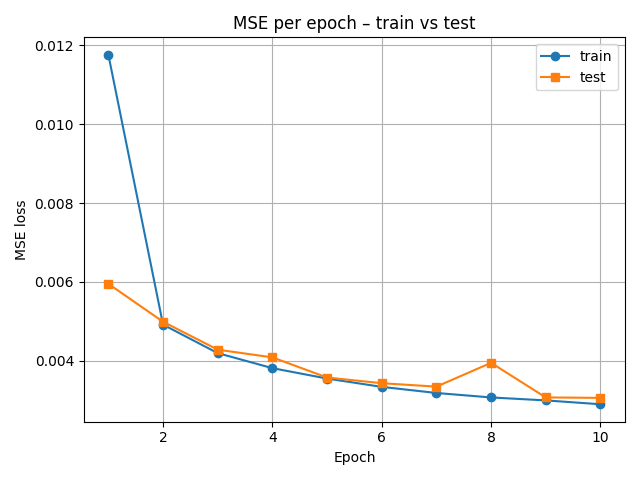 MSE per epoch – train vs test
train
test
0.012
0.010
0.008
0.006
0.004
MSE loss
2
4
6
8
10
Epoch